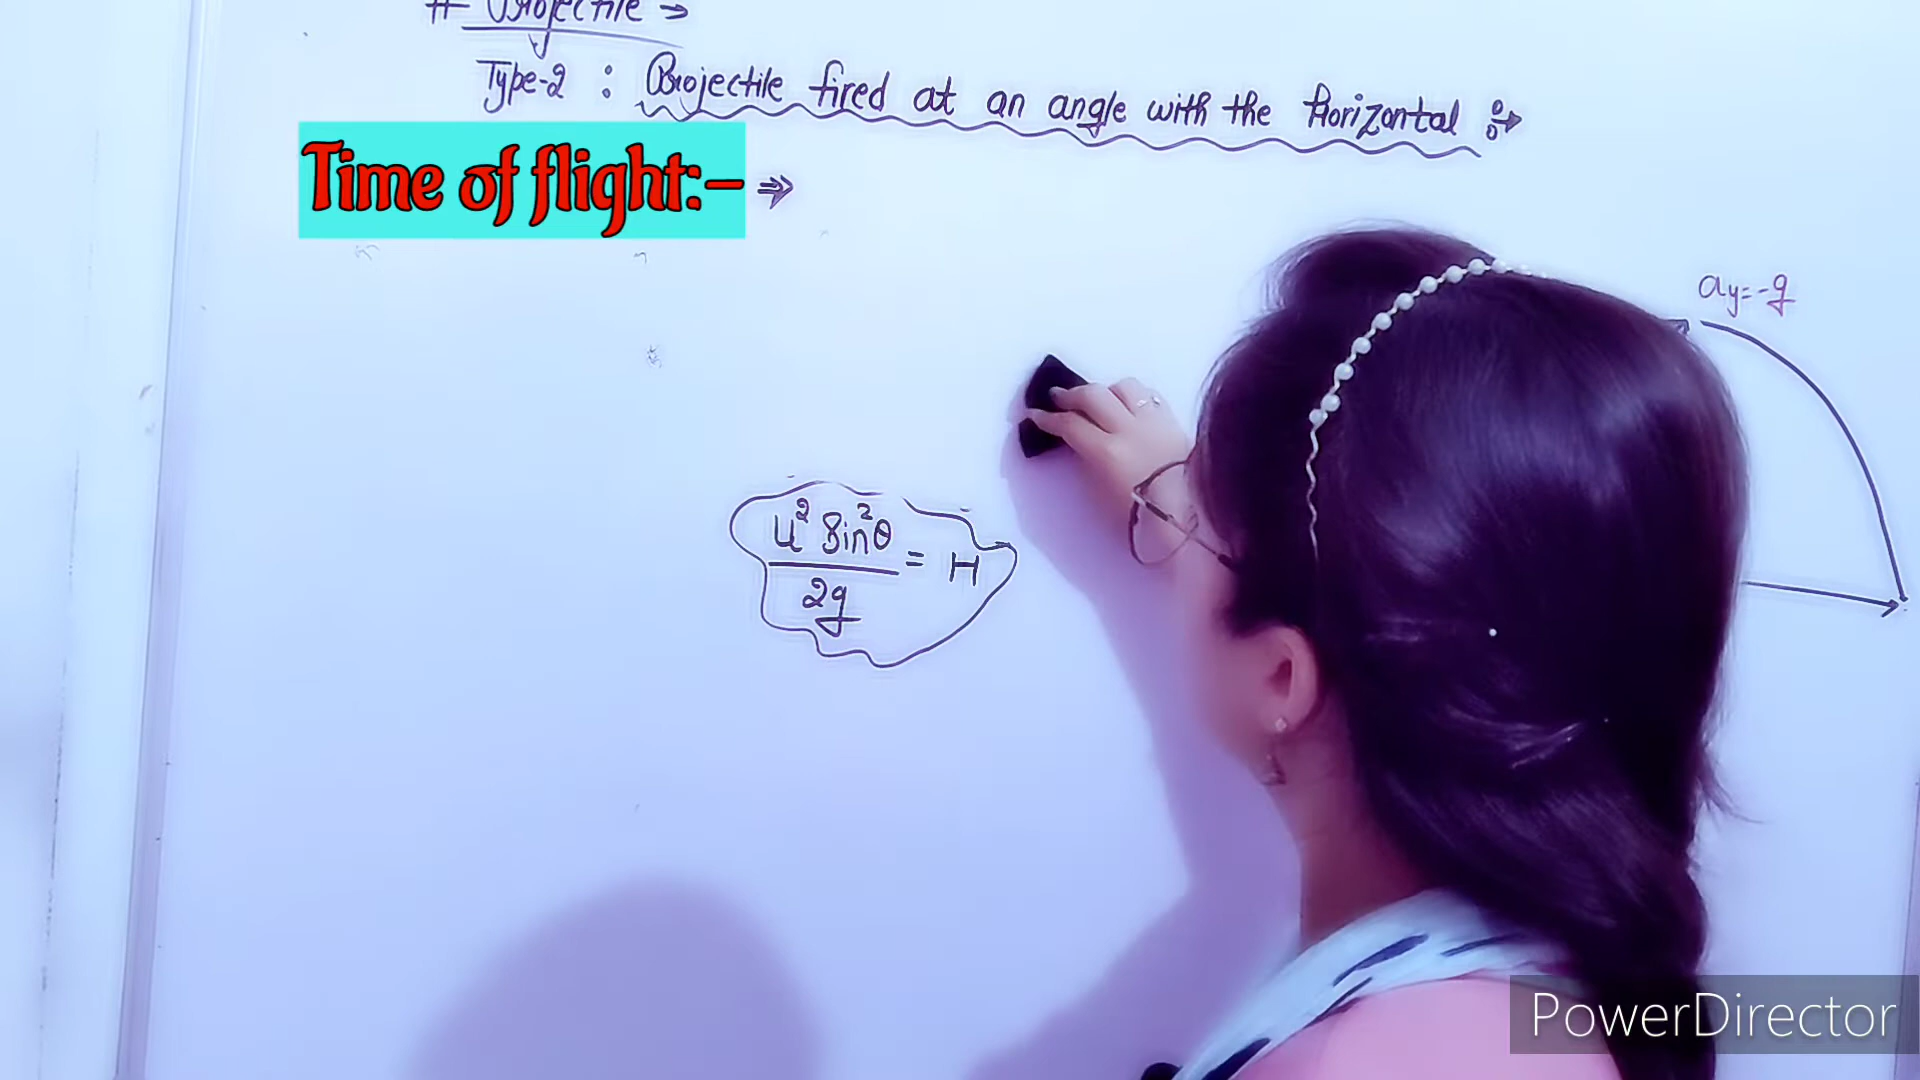 # Projectile →
Type-2 : Projectile fired at an angle with the Horizontal :→
Time of flight:- ⇒
ay = -g
u² Sin²θ
2g
= H
PowerDirector